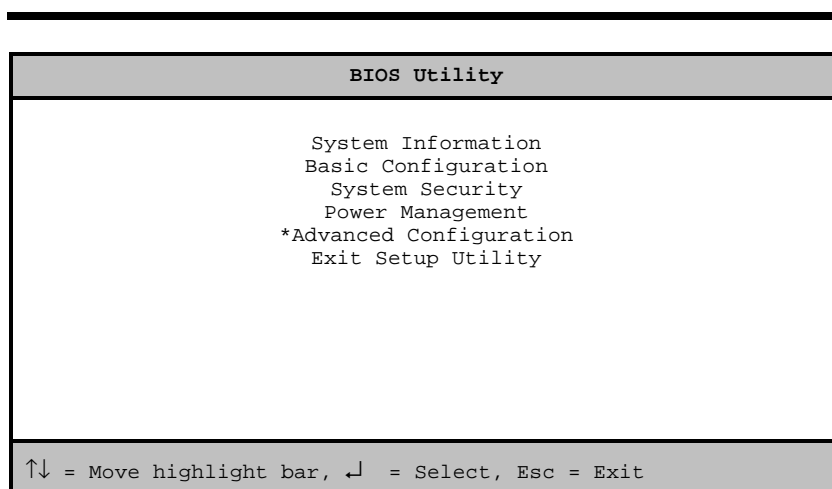 BIOS Utility
System Information
Basic Configuration
System Security
Power Management
*Advanced Configuration
Exit Setup Utility
↑↓ = Move highlight bar, ↵ = Select, Esc = Exit